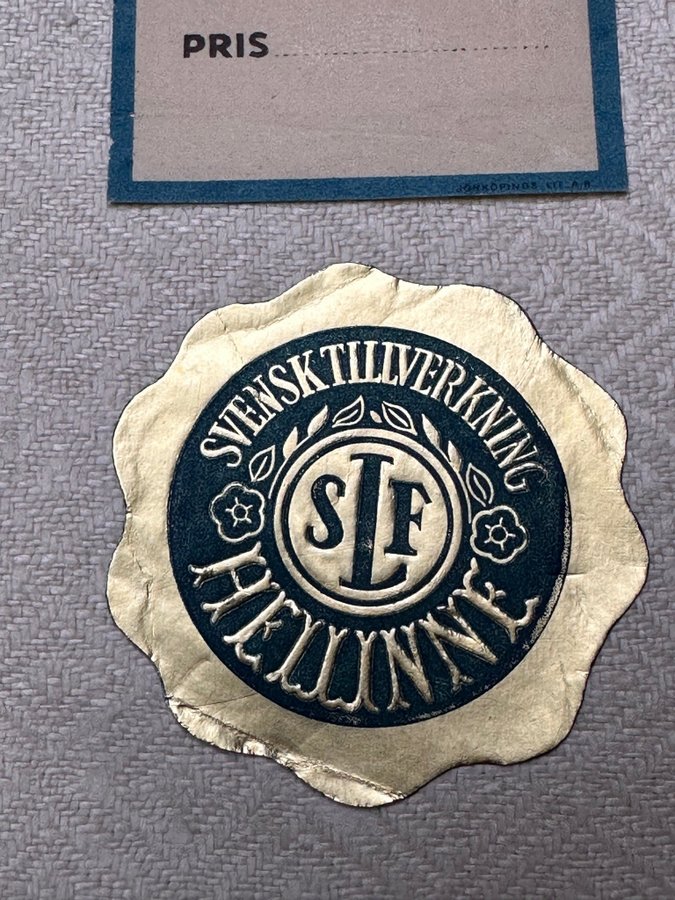 PRIS
JÖNKÖPINGS LIT. A.B.
SVENSK TILLVERKNING
SLF
HELLINNE